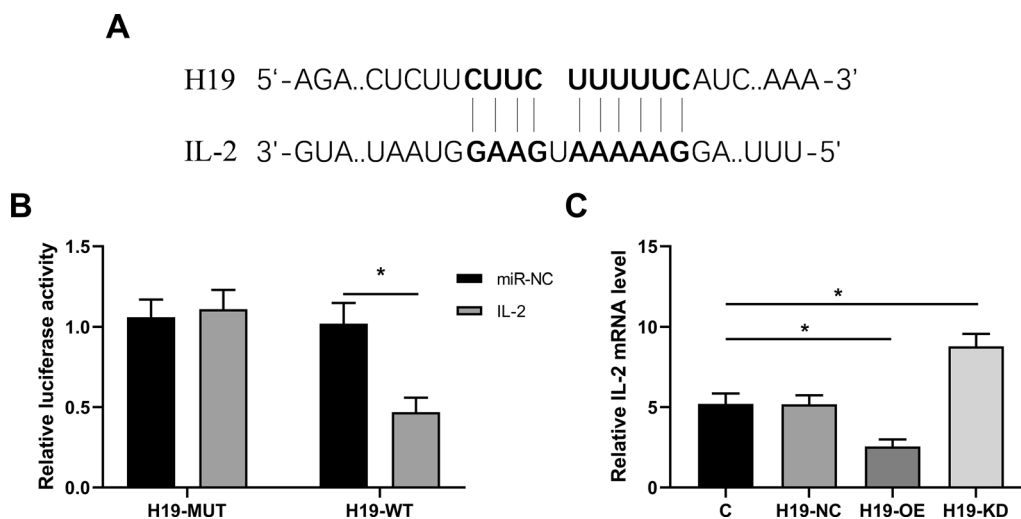 A
H19 5‘-AGA..CUCUUCUUC UUUUUCAUC..AAA-3’
IL-2 3‘-GUA..UAAUGGAAGUAAAAAGGA..UUU-5‘
B
Relative luciferase activity
1.5
1.0
0.5
0.0
*
miR-NC
IL-2
H19-MUT H19-WT
C
Relative IL-2 mRNA level
15
10
5
0
*
*
C H19-NC H19-OE H19-KD